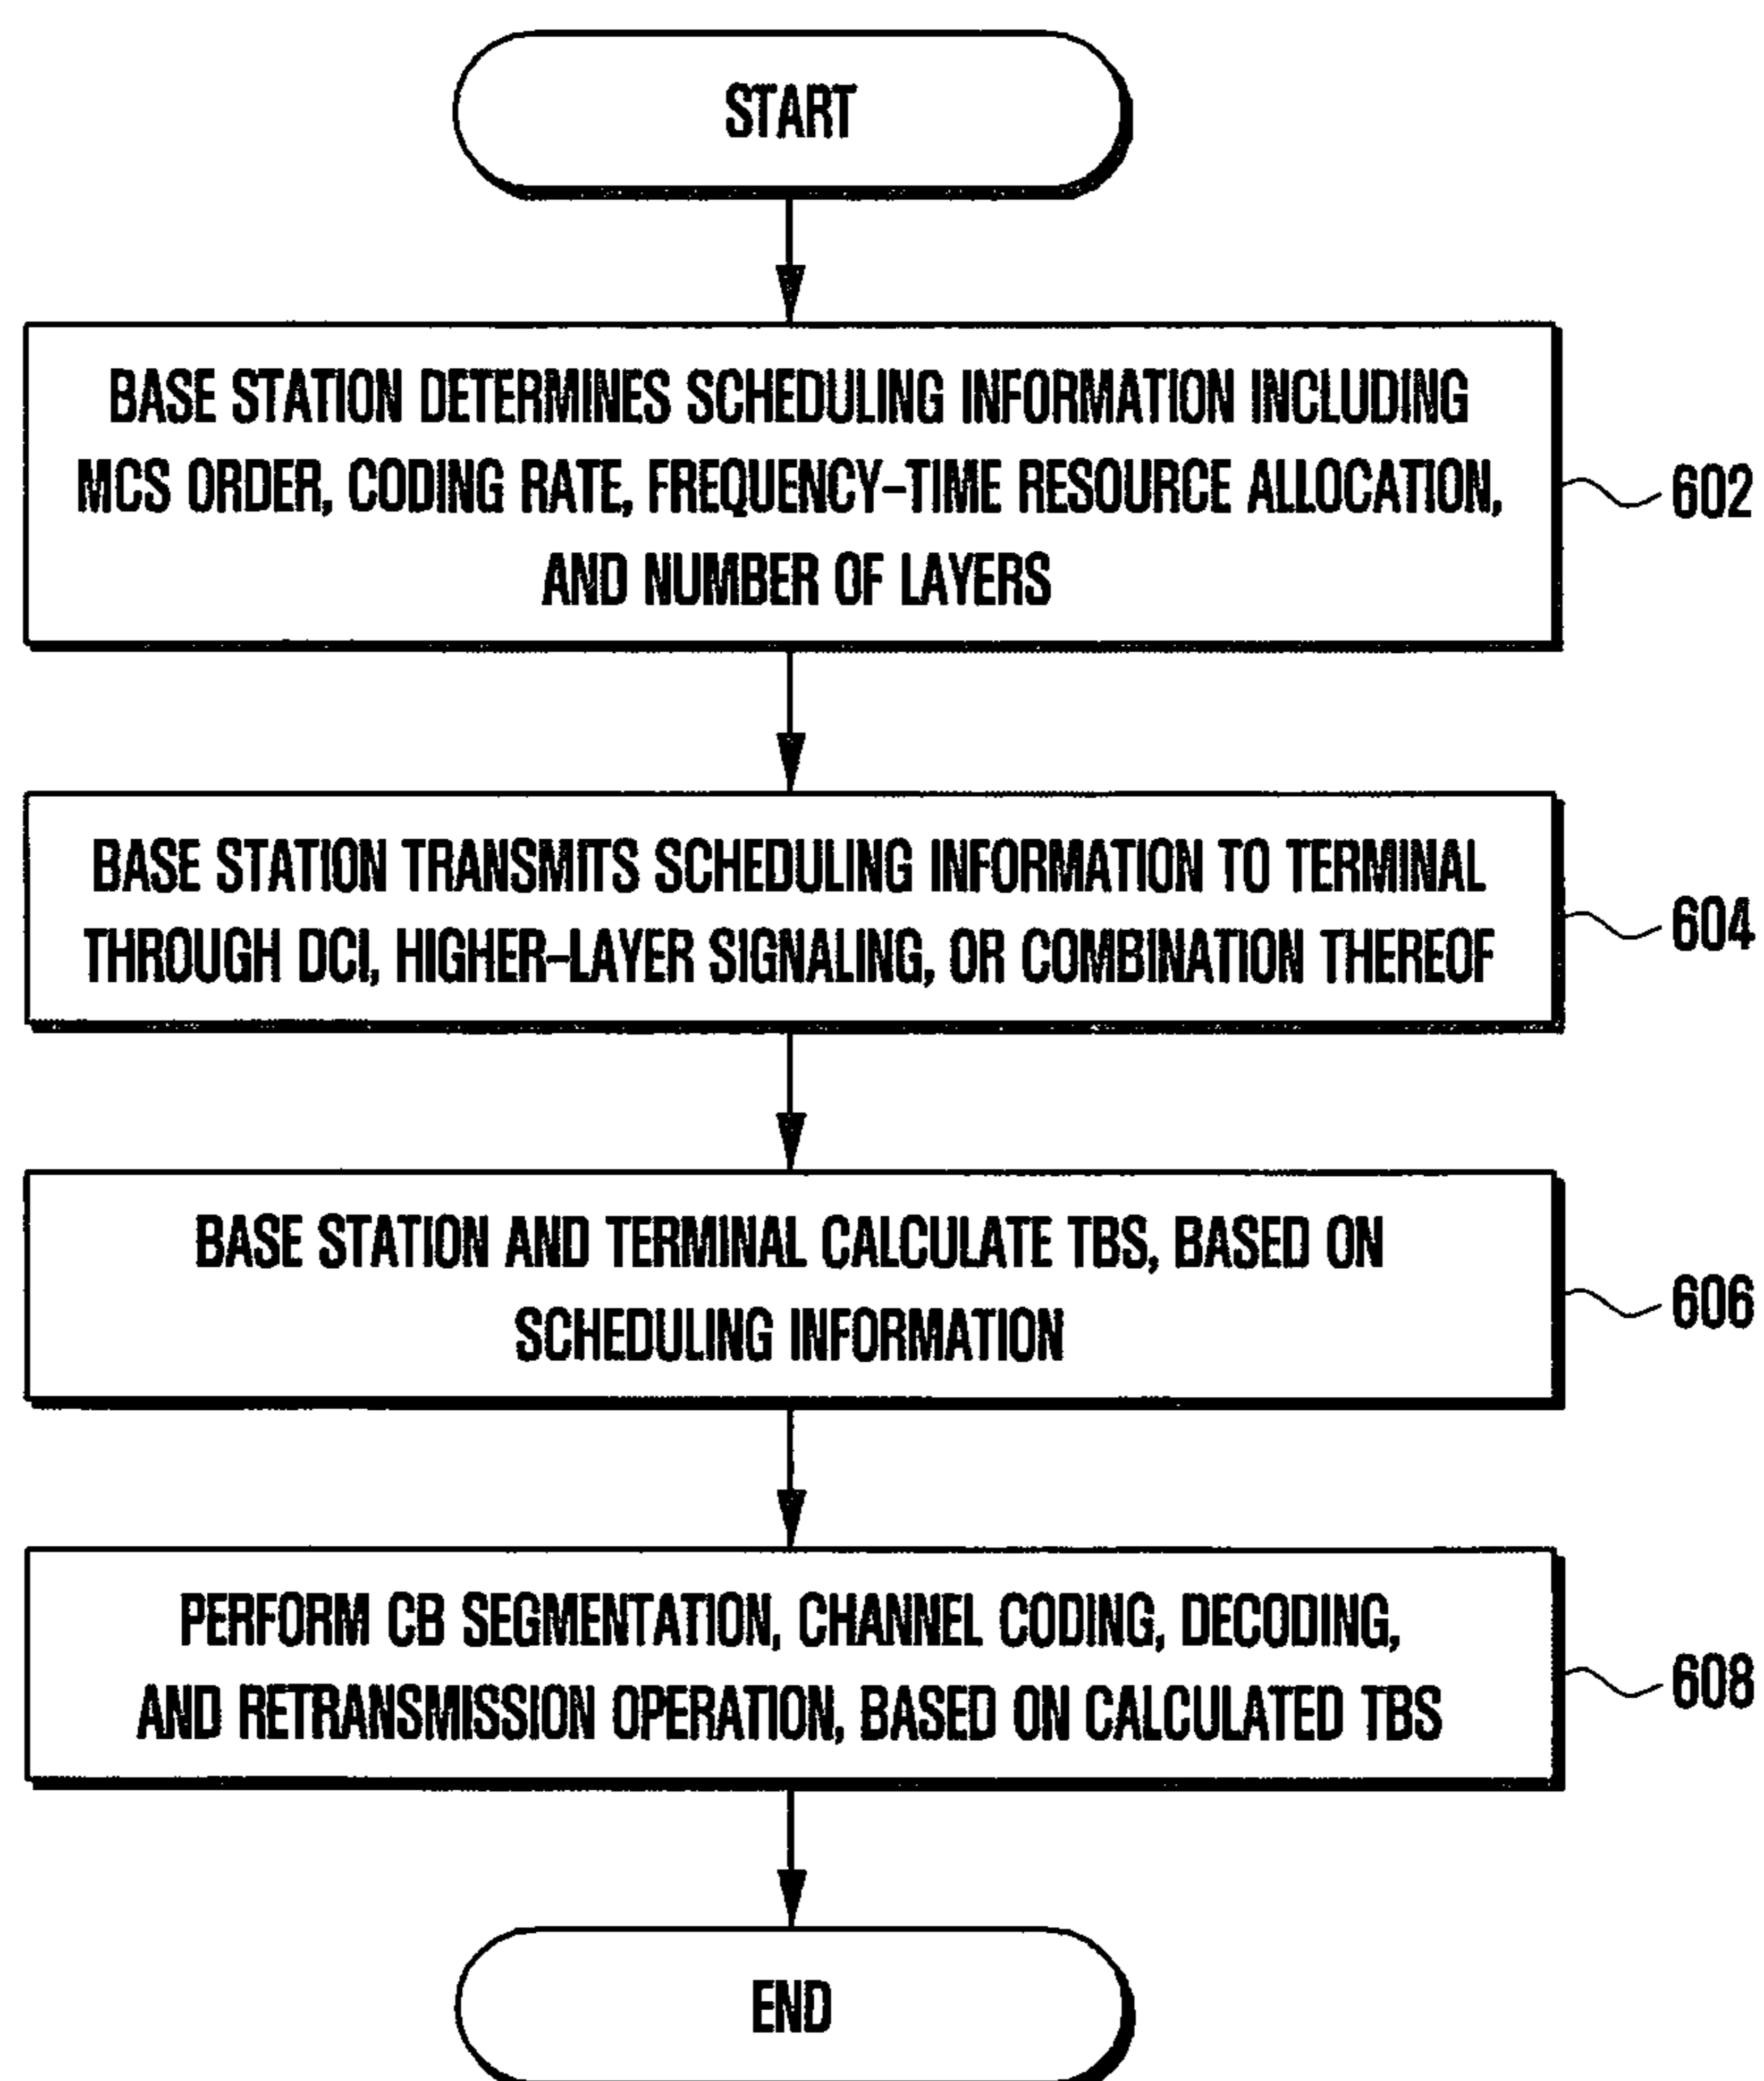 START
BASE STATION DETERMINES SCHEDULING INFORMATION INCLUDING
MCS ORDER, CODING RATE, FREQUENCY-TIME RESOURCE ALLOCATION,
AND NUMBER OF LAYERS
602
BASE STATION TRANSMITS SCHEDULING INFORMATION TO TERMINAL
THROUGH DCI, HIGHER-LAYER SIGNALING, OR COMBINATION THEREOF
604
BASE STATION AND TERMINAL CALCULATE TBS, BASED ON
SCHEDULING INFORMATION
606
PERFORM CB SEGMENTATION, CHANNEL CODING, DECODING,
AND RETRANSMISSION OPERATION, BASED ON CALCULATED TBS
608
END